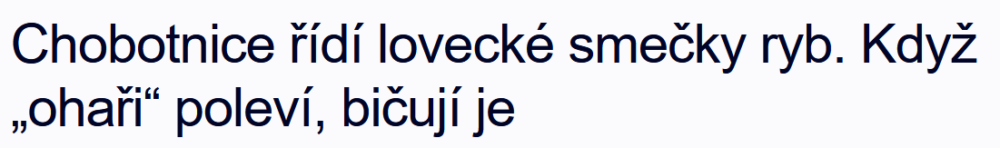 Chobotnice řídí lovecké smečky ryb. Když
„ohaři“ poleví, bičují je